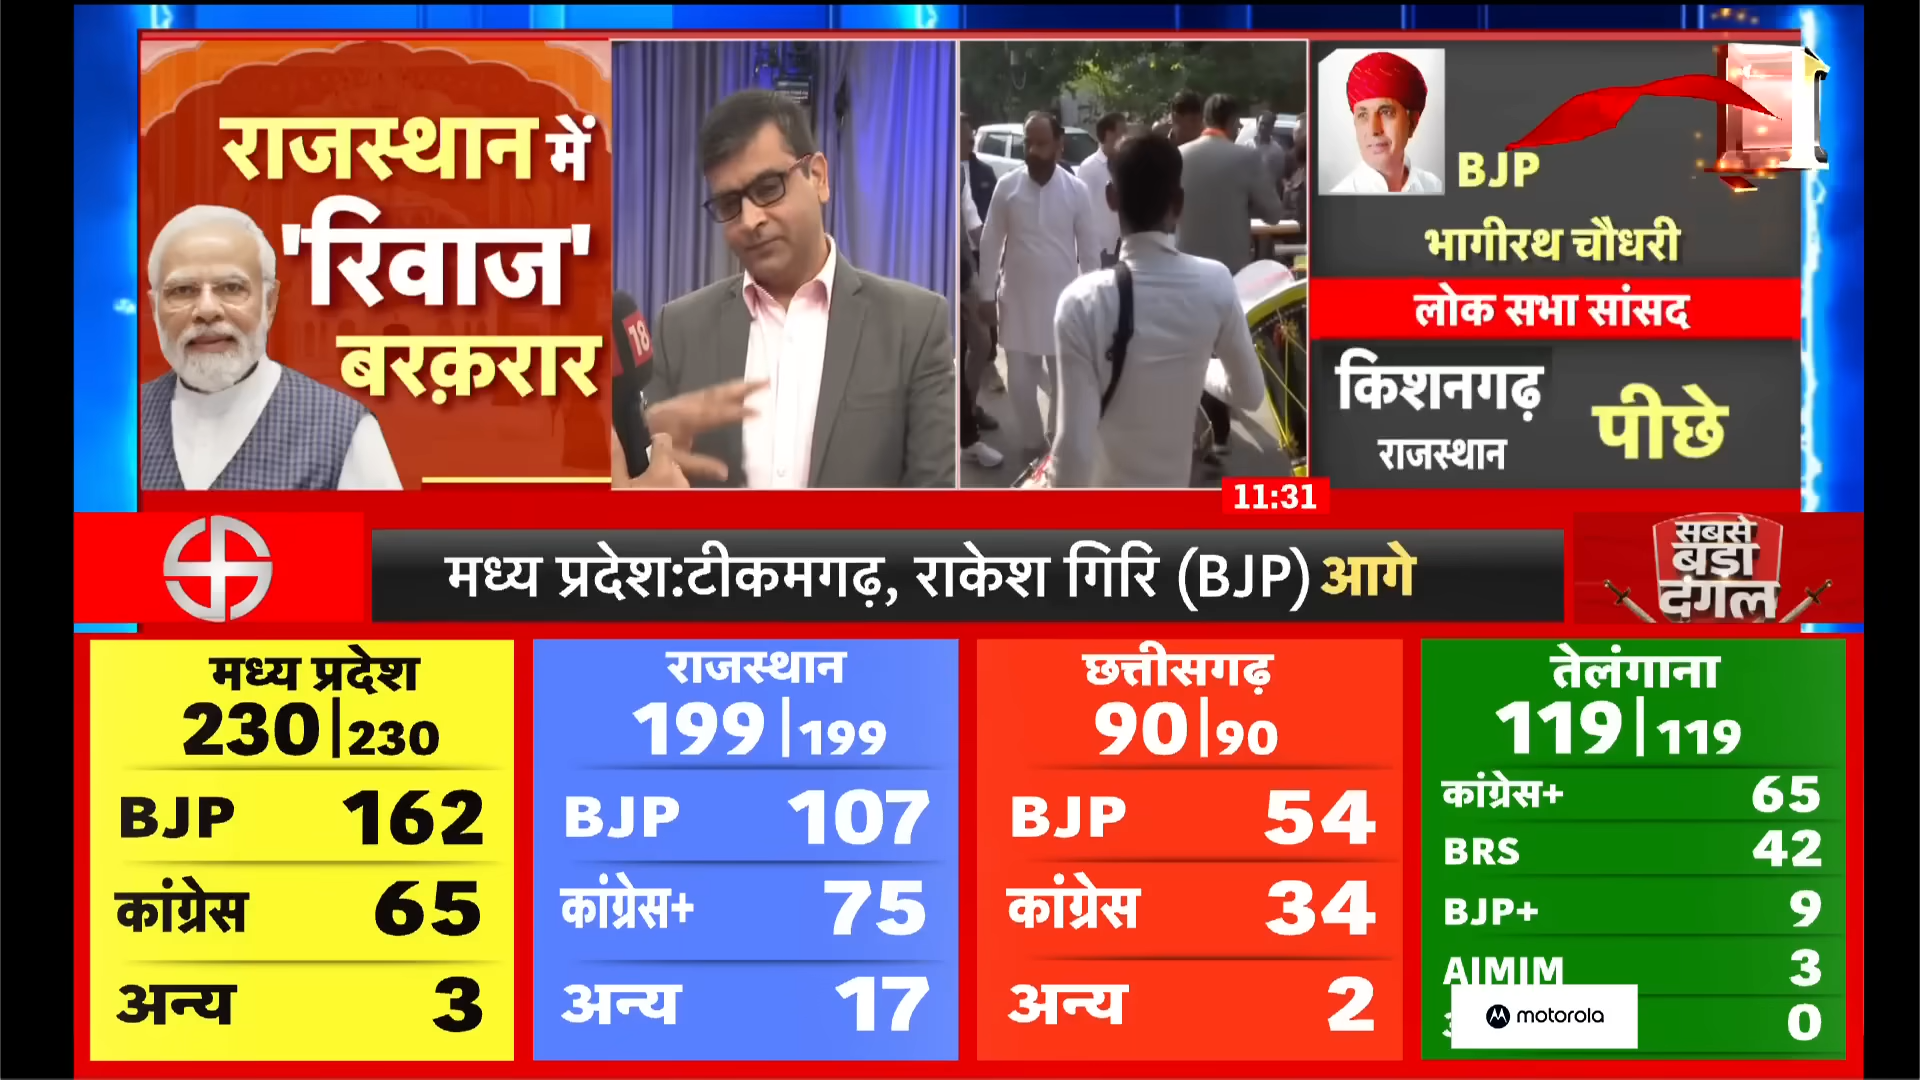 राजस्थान में
'रिवाज'
बरक़रार
18
BJP
भागीरथ चौधरी
लोक सभा सांसद
किशनगढ़
राजस्थान
पीछे
11:31
मध्य प्रदेश:टीकमगढ़, राकेश गिरि (BJP) आगे
सबसे
बड़ा
दंगल
मध्य प्रदेश
230|230
BJP 162
कांग्रेस 65
अन्य 3
राजस्थान
199|199
BJP 107
कांग्रेस+ 75
अन्य 17
छत्तीसगढ़
90|90
BJP 54
कांग्रेस 34
अन्य 2
तेलंगाना
119|119
कांग्रेस+ 65
BRS 42
BJP+ 9
AIMIM 3
0
motorola